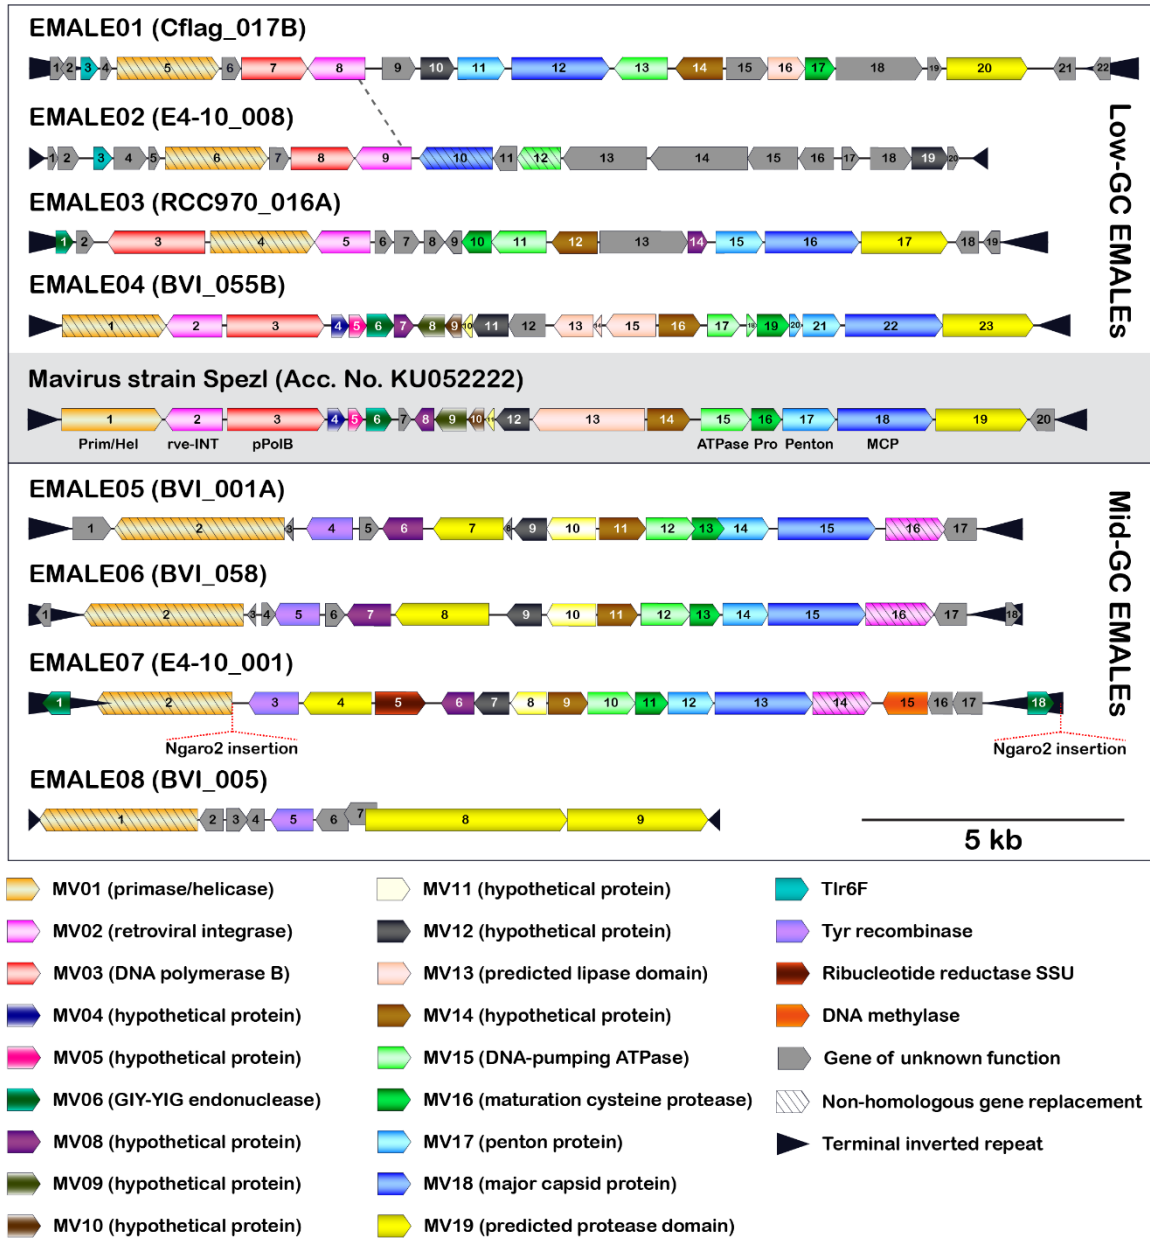 EMALE01 (Cflag_017B)
1 2 3 4 5 6 7 8 9 10 11 12 13 14 15 16 17 18 19 20 21 22
EMALE02 (E4-10_008)
1 2 3 4 5 6 7 8 9 10 11 12 13 14 15 16 17 18 19 20
EMALE03 (RCC970_016A)
1 2 3 4 5 6 7 8 9 10 11 12 13 14 15 16 17 18 19
EMALE04 (BVI_055B)
1 2 3 4 5 6 7 8 9 10 11 12 13 14 15 16 17 18 19 20 21 22 23
Low-GC EMALEs
Mavirus strain Spezl (Acc. No. KU052222)
1 2 3 4 5 6 7 8 9 10 12 13 14 15 16 17 18 19 20
Prim/Hel rve-INT pPolB ATPase Pro Penton MCP
EMALE05 (BVI_001A)
1 2 3 4 5 6 7 8 9 10 11 12 13 14 15 16 17
EMALE06 (BVI_058)
1 2 3 4 5 6 7 8 9 10 11 12 13 14 15 16 17 18
EMALE07 (E4-10_001)
1 2 3 4 5 6 7 8 9 10 11 12 13 14 15 16 17 18
Ngaro2 insertion Ngaro2 insertion
Mid-GC EMALEs
EMALE08 (BVI_005)
1 2 3 4 5 6 7 8 9
5 kb
MV01 (primase/helicase)
MV02 (retroviral integrase)
MV03 (DNA polymerase B)
MV04 (hypothetical protein)
MV05 (hypothetical protein)
MV06 (GIY-YIG endonuclease)
MV08 (hypothetical protein)
MV09 (hypothetical protein)
MV10 (hypothetical protein)
MV11 (hypothetical protein)
MV12 (hypothetical protein)
MV13 (predicted lipase domain)
MV14 (hypothetical protein)
MV15 (DNA-pumping ATPase)
MV16 (maturation cysteine protease)
MV17 (penton protein)
MV18 (major capsid protein)
MV19 (predicted protease domain)
Tlr6F
Tyr recombinase
Ribucleotide reductase SSU
DNA methylase
Gene of unknown function
Non-homologous gene replacement
Terminal inverted repeat